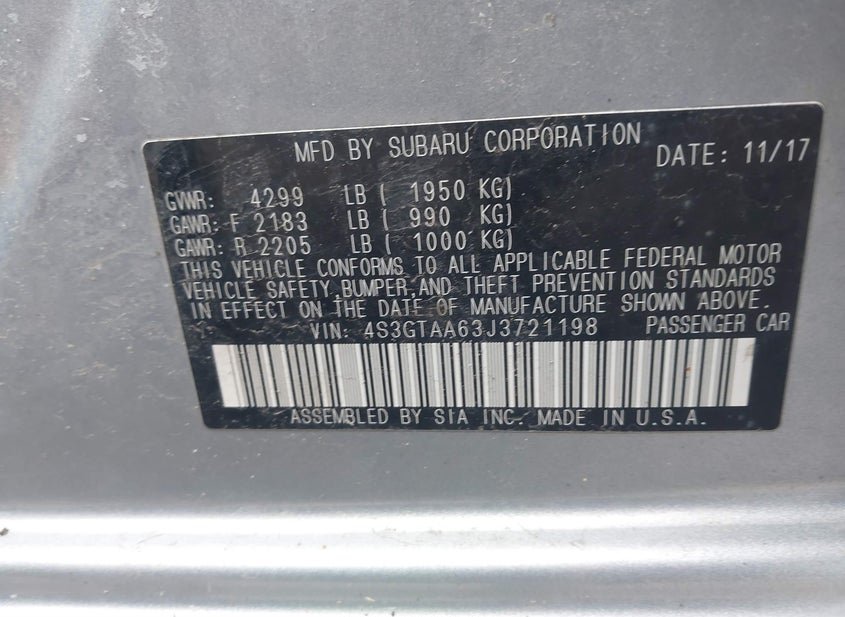 MFD BY SUBARU CORPORATION DATE: 11/17
GVWR: 4299 LB ( 1950 KG)
GAWR: F 2183 LB ( 990 KG)
GAWR: R 2205 LB ( 1000 KG)
THIS VEHICLE CONFORMS TO ALL APPLICABLE FEDERAL MOTOR
VEHICLE SAFETY,BUMPER,AND THEFT PREVENTION STANDARDS
IN EFFECT ON THE DATE OF MANUFACTURE SHOWN ABOVE.
VIN: 4S3GTAA63J3721198 PASSENGER CAR
ASSEMBLED BY SIA INC. MADE IN U.S.A.